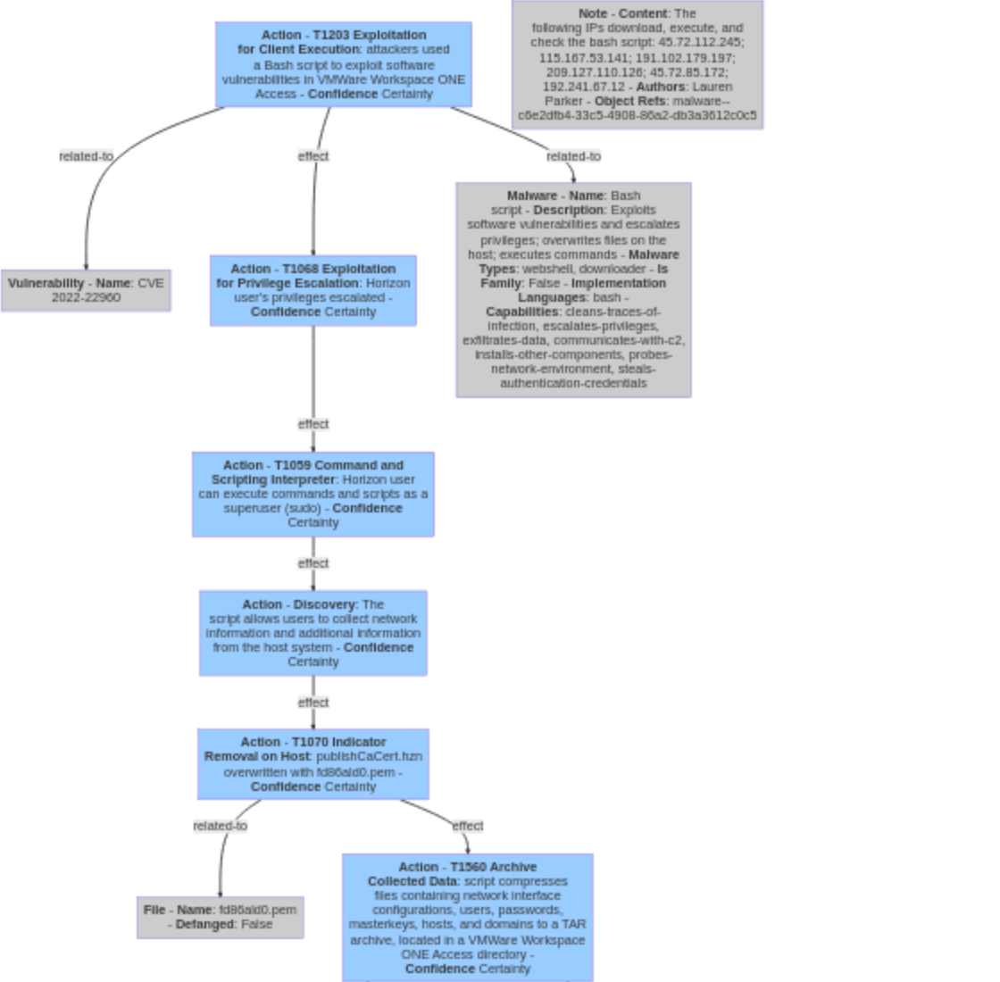 Action - T1203 Exploitation
for Client Execution: attackers used
a Bash script to exploit software
vulnerabilities in VMWare Workspace ONE
Access - Confidence Certainty
Note - Content: The
following IPs download, execute, and
check the bash script: 45.72.112.245;
115.167.53.141; 191.102.179.197;
209.127.110.126; 45.72.85.172;
192.241.67.12 - Authors: Lauren
Parker - Object Refs: malware--
c6e2dfb4-33c5-4908-86a2-db3a3612c0c5
related-to
effect
related-to
Vulnerability - Name: CVE
2022-22960
Action - T1068 Exploitation
for Privilege Escalation: Horizon
user's privileges escalated -
Confidence Certainty
Malware - Name: Bash
script - Description: Exploits
software vulnerabilities and escalates
privileges; overwrites files on the
host; executes commands - Malware
Types: webshell, downloader - Is
Family: False - Implementation
Languages: bash -
Capabilities: cleans-traces-of-
infection, escalates-privileges,
exfiltrates-data, communicates-with-c2,
installs-other-components, probes-
network-environment, steals-
authentication-credentials
effect
Action - T1059 Command and
Scripting Interpreter: Horizon user
can execute commands and scripts as a
superuser (sudo) - Confidence
Certainty
effect
Action - Discovery: The
script allows users to collect network
information and additional information
from the host system - Confidence
Certainty
effect
Action - T1070 Indicator
Removal on Host: publishCaCert.hzn
overwritten with fd86ald0.pem -
Confidence Certainty
related-to
effect
File - Name: fd86ald0.pem
- Defanged: False
Action - T1560 Archive
Collected Data: script compresses
files containing network interface
configurations, users, passwords,
masterkeys, hosts, and domains to a TAR
archive, located in a VMWare Workspace
ONE Access directory -
Confidence Certainty